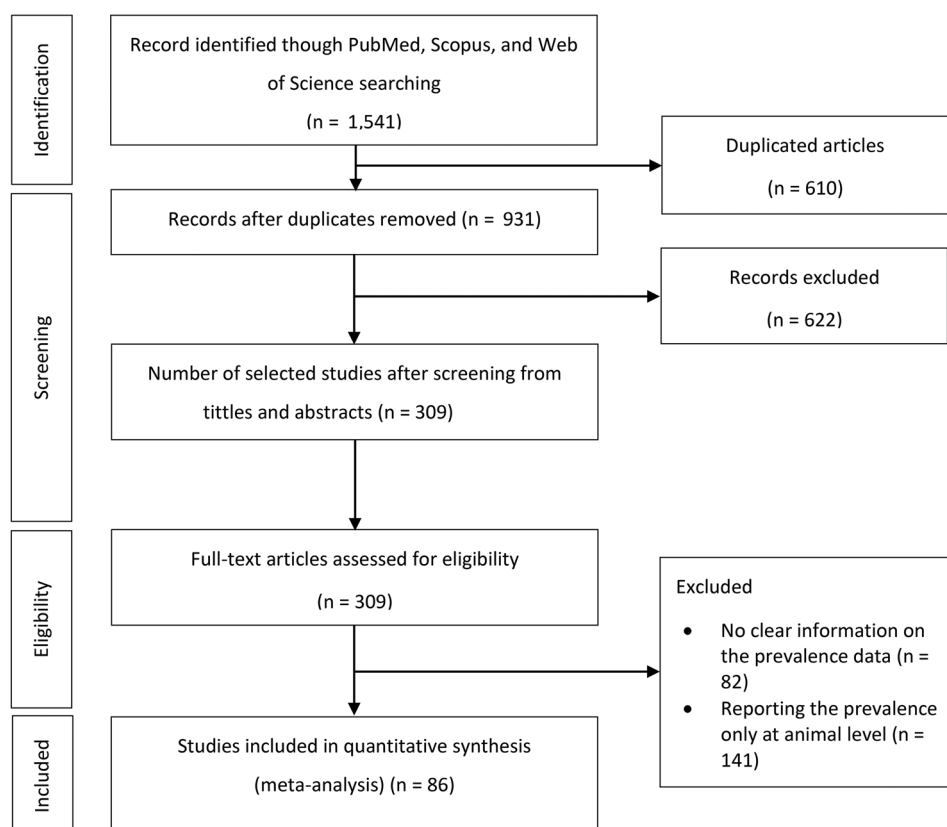 Identification
Record identified though PubMed, Scopus, and Web
of Science searching
(n = 1,541)
Duplicated articles
(n = 610)
Screening
Records after duplicates removed (n = 931)
Records excluded
(n = 622)
Number of selected studies after screening from
tittles and abstracts (n = 309)
Eligibility
Full-text articles assessed for eligibility
(n = 309)
Excluded
• No clear information on
the prevalence data (n =
82)
• Reporting the prevalence
only at animal level (n =
141)
Included
Studies included in quantitative synthesis
(meta-analysis) (n = 86)